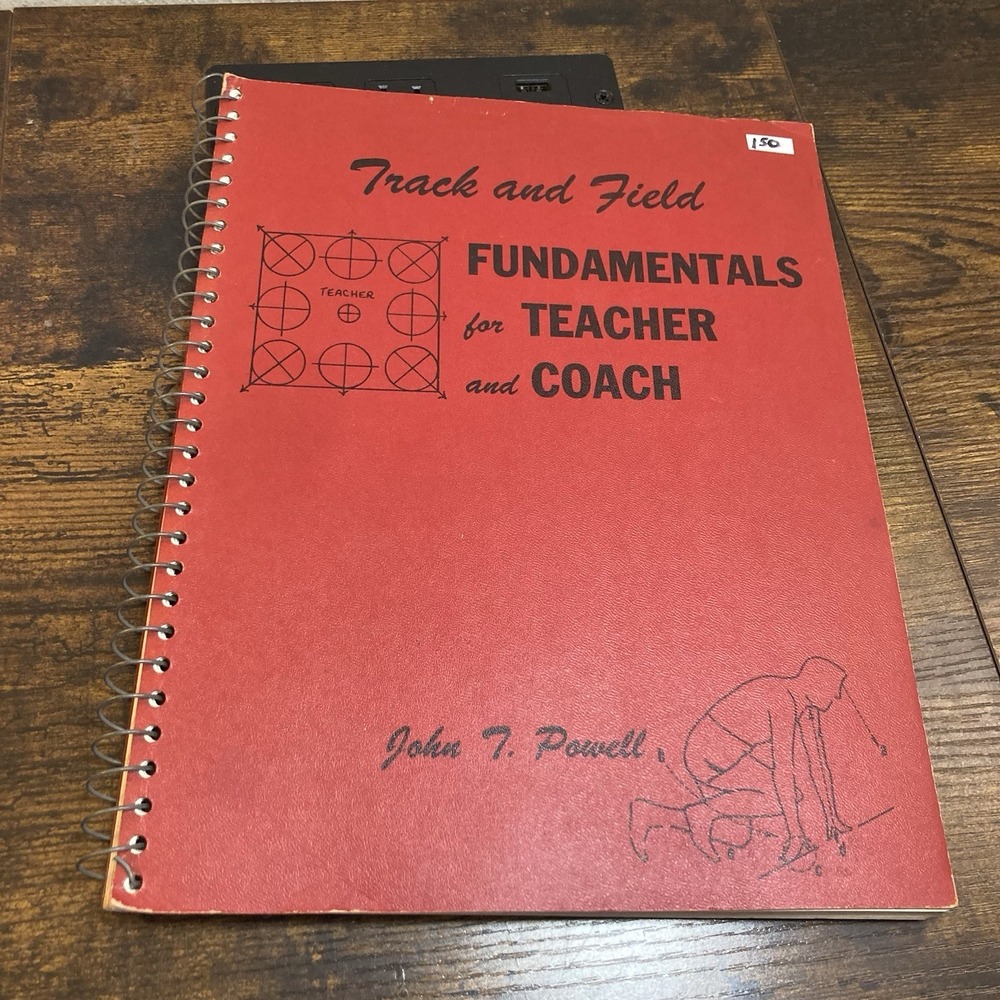 150
Track and Field
TEACHER
FUNDAMENTALS
for TEACHER
and COACH
John T. Powell